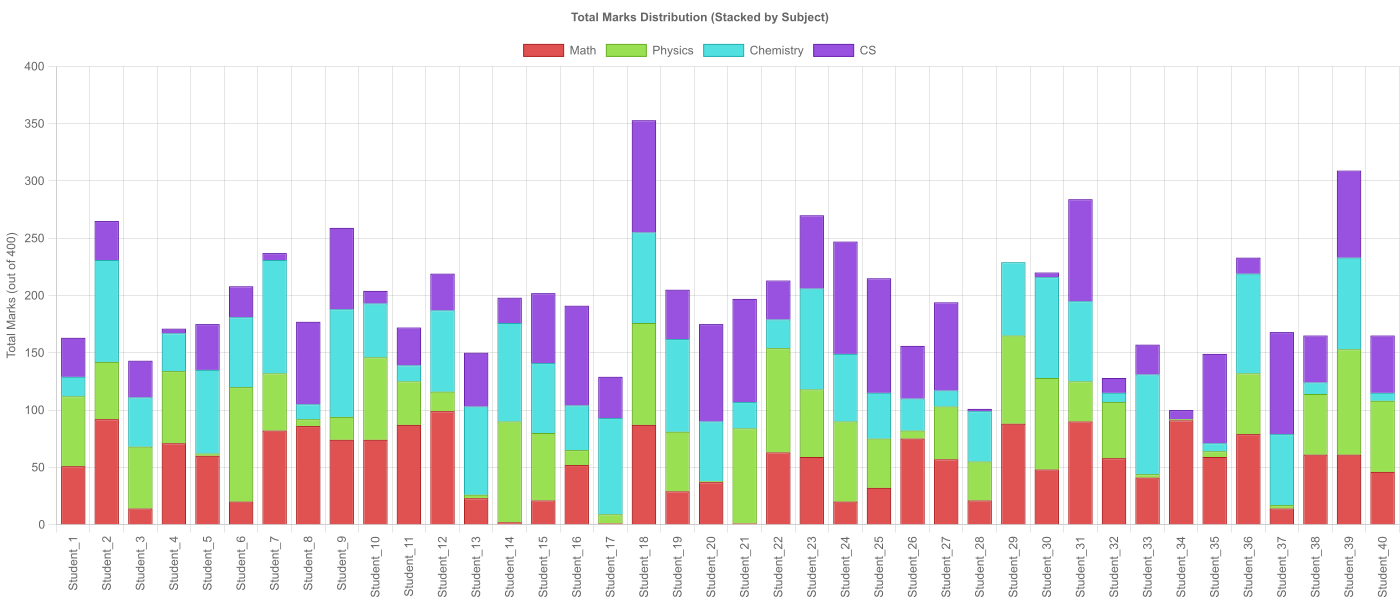 Total Marks Distribution (Stacked by Subject)
Math Physics Chemistry CS
Total Marks (out of 400)
400
350
300
250
200
150
100
50
0
Student_1
Student_2
Student_3
Student_4
Student_5
Student_6
Student_7
Student_8
Student_9
Student_10
Student_11
Student_12
Student_13
Student_14
Student_15
Student_16
Student_17
Student_18
Student_19
Student_20
Student_21
Student_22
Student_23
Student_24
Student_25
Student_26
Student_27
Student_28
Student_29
Student_30
Student_31
Student_32
Student_33
Student_34
Student_35
Student_36
Student_37
Student_38
Student_39
Student_40